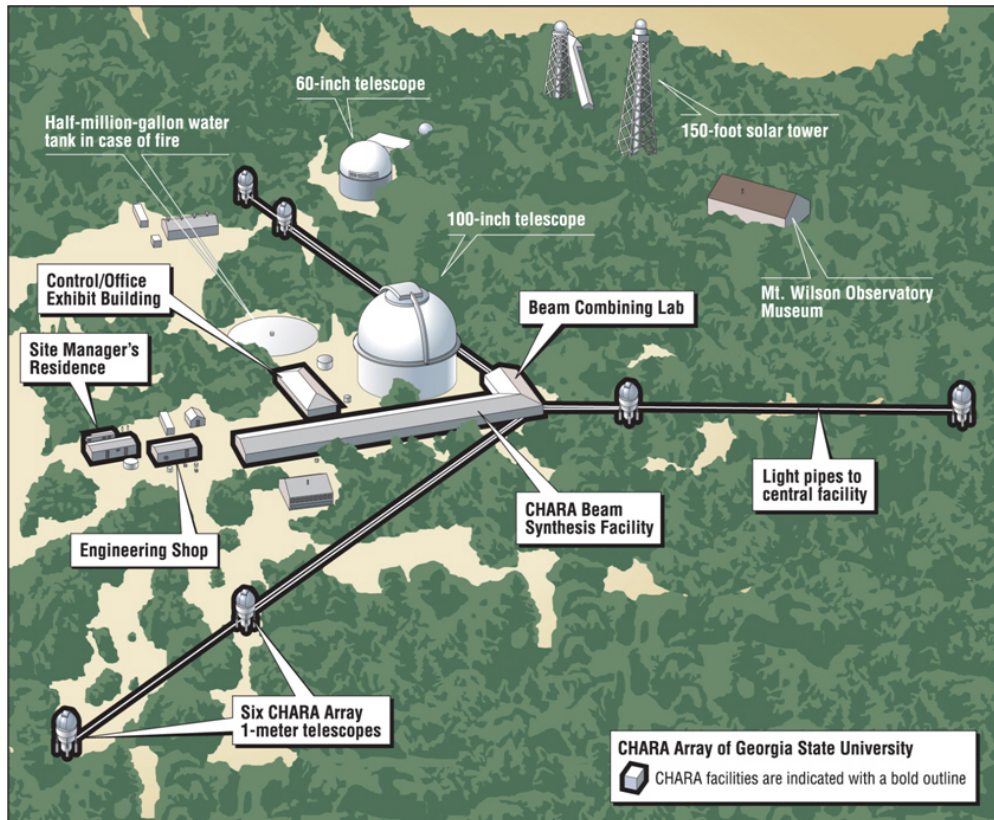 60-inch telescope
Half-million-gallon water
tank in case of fire
150-foot solar tower
100-inch telescope
Control/Office
Exhibit Building
Beam Combining Lab
Mt. Wilson Observatory
Museum
Site Manager's
Residence
Light pipes to
central facility
CHARA Beam
Synthesis Facility
Engineering Shop
Six CHARA Array
1-meter telescopes
CHARA Array of Georgia State University
CHARA facilities are indicated with a bold outline